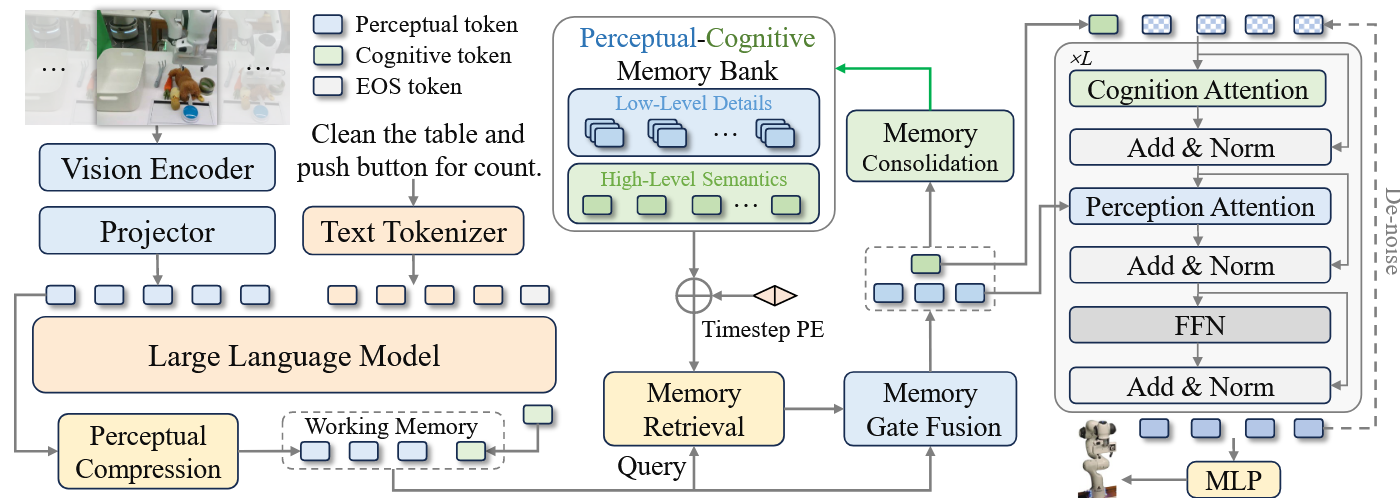 Perceptual token
Cognitive token
EOS token
Clean the table and
push button for count.
Vision Encoder
Projector
Text Tokenizer
Large Language Model
Perceptual
Compression
Working Memory
Perceptual-Cognitive
Memory Bank
Low-Level Details
...
High-Level Semantics
...
Timestep PE
Memory
Retrieval
Query
Memory
Gate Fusion
Memory
Consolidation
×L
Cognition Attention
Add & Norm
Perception Attention
Add & Norm
FFN
Add & Norm
De-noise
MLP